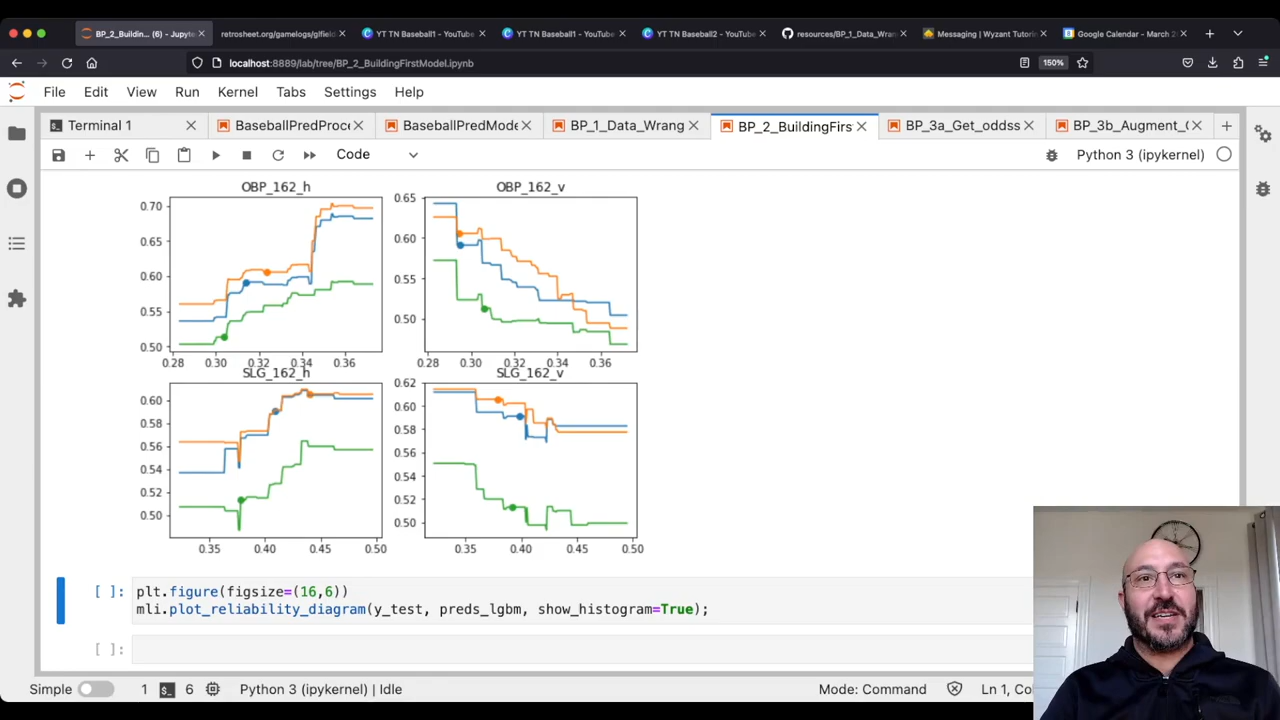 BP_2_Buildin... (6) - Jupyte
retrosheet.org/gamelogs/glfield
YT TN Baseball1 - YouTube
YT TN Baseball1 - YouTube
YT TN Baseball2 - YouTube
resources/BP_1_Data_Wran
Messaging | Wyzant Tutorin
Google Calendar - March 2
localhost:8889/lab/tree/BP_2_BuildingFirstModel.ipynb
150%
File Edit View Run Kernel Tabs Settings Help
Terminal 1
BaseballPredProce
BaseballPredMode
BP_1_Data_Wrang
BP_2_BuildingFirs
BP_3a_Get_oddss
BP_3b_Augment_
Code
Python 3 (ipykernel)
OBP_162_h
OBP_162_v
0.70
0.65
0.60
0.55
0.50
0.65
0.60
0.55
0.50
0.28 0.30 0.32 0.34 0.36
0.28 0.30 0.32 0.34 0.36
SLG_162_h
SLG_162_v
0.60
0.58
0.56
0.54
0.52
0.50
0.62
0.60
0.58
0.56
0.54
0.52
0.50
0.35 0.40 0.45 0.50
0.35 0.40 0.45 0.50
[ ]: plt.figure(figsize=(16,6))
mli.plot_reliability_diagram(y_test, preds_lgbm, show_histogram=True);
[ ]:
Simple 1 6 Python 3 (ipykernel) | Idle
Mode: Command
Ln 1,